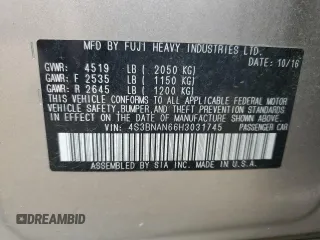 MFD. BY FUJI HEAVY INDUSTRIES LTD.
GVWR: 4519 LB ( 2050 KG) DATE: 10/16
GAWR: F 2535 LB ( 1150 KG)
GAWR: R 2645 LB ( 1200 KG)
THIS VEHICLE CONFORMS TO ALL APPLICABLE FEDERAL MOTOR
VEHICLE SAFETY, BUMPER, AND THEFT PREVENTION STANDARDS
IN EFFECT ON THE DATE OF MANUFACTURE SHOWN ABOVE.
VIN: 4S3BNAN66H3031745 PASSENGER CAR
ASSEMBLED BY SIA INC. MADE IN U.S.A.
DREAMBID